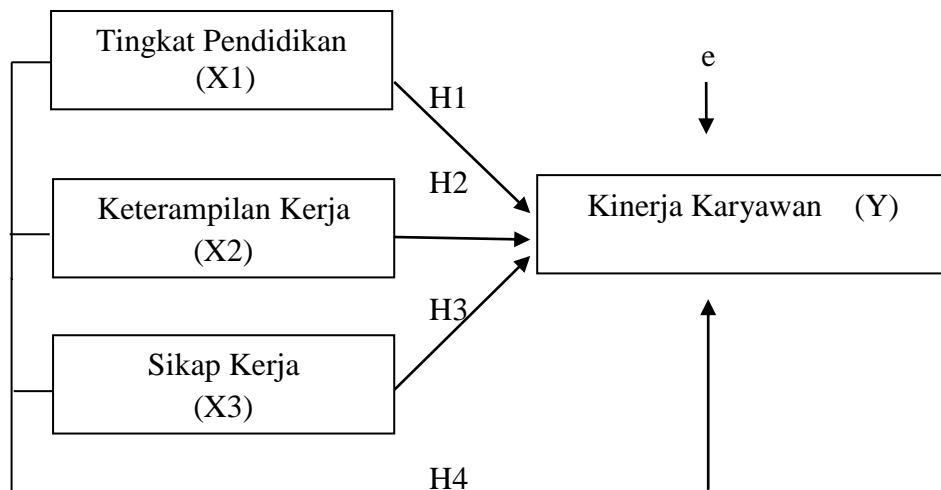 Tingkat Pendidikan
(X1)
e
H1
H2
Keterampilan Kerja
(X2)
Kinerja Karyawan (Y)
H3
Sikap Kerja
(X3)
H4